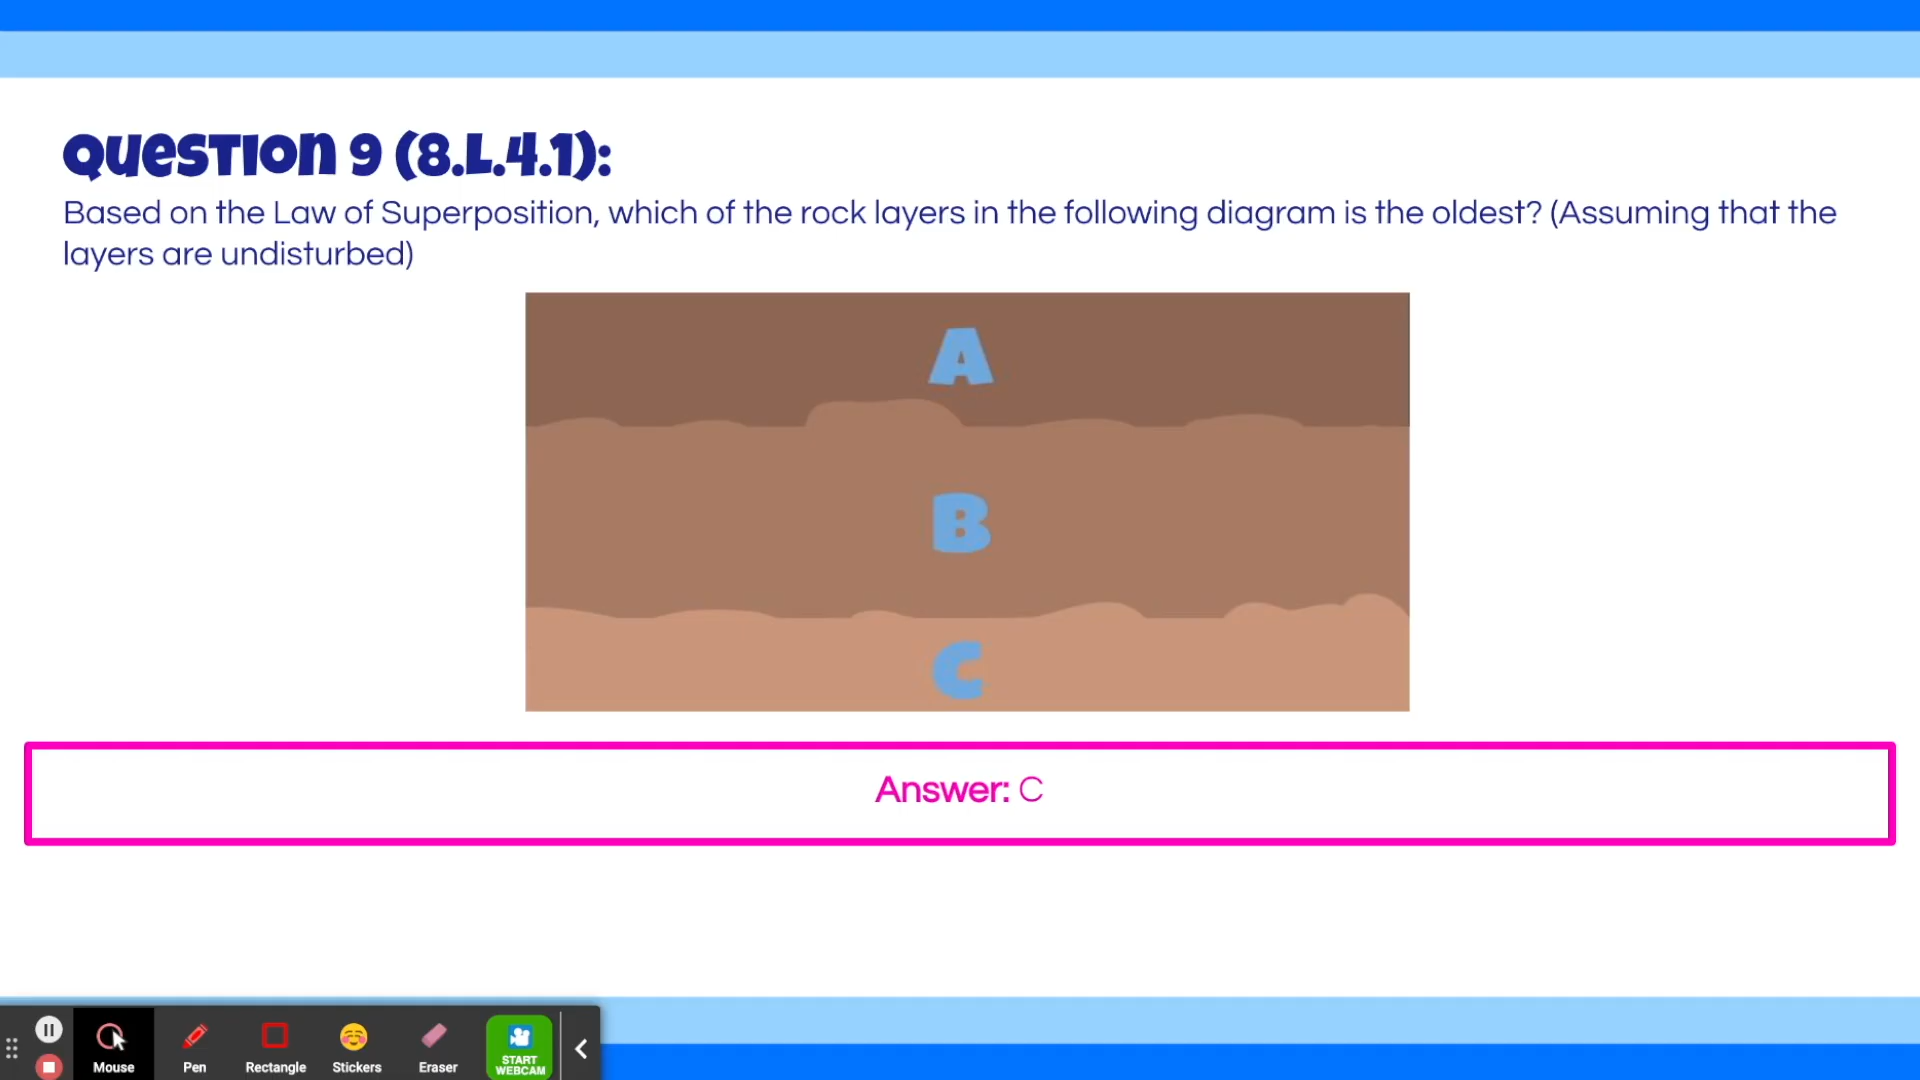 Question 9 (8.L.4.1):
Based on the Law of Superposition, which of the rock layers in the following diagram is the oldest? (Assuming that the
layers are undisturbed)
A
B
C
Answer: C
Mouse
Pen
Rectangle
Stickers
Eraser
START
WEBCAM